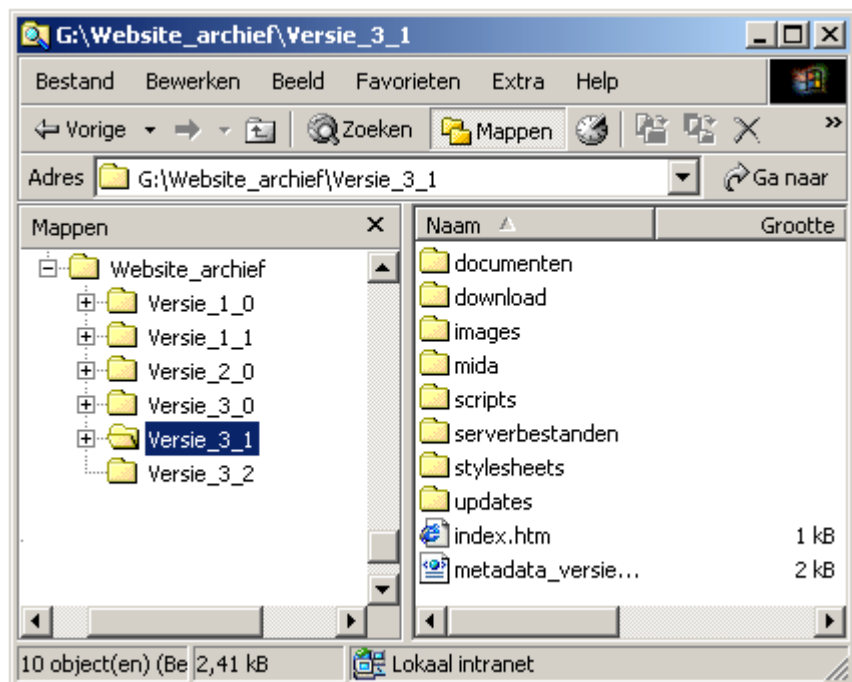 G:\Website_archief\Versie_3_1
Bestand Bewerken Beeld Favorieten Extra Help
Vorige Zoeken Mappen »
Adres G:\Website_archief\Versie_3_1 Ga naar
Mappen
Website_archief
Versie_1_0
Versie_1_1
Versie_2_0
Versie_3_0
Versie_3_1
Versie_3_2
Naam Grootte
documenten
download
images
mida
scripts
serverbestanden
stylesheets
updates
index.htm 1 kB
metadata_versie... 2 kB
10 object(en) (Be 2,41 kB Lokaal intranet